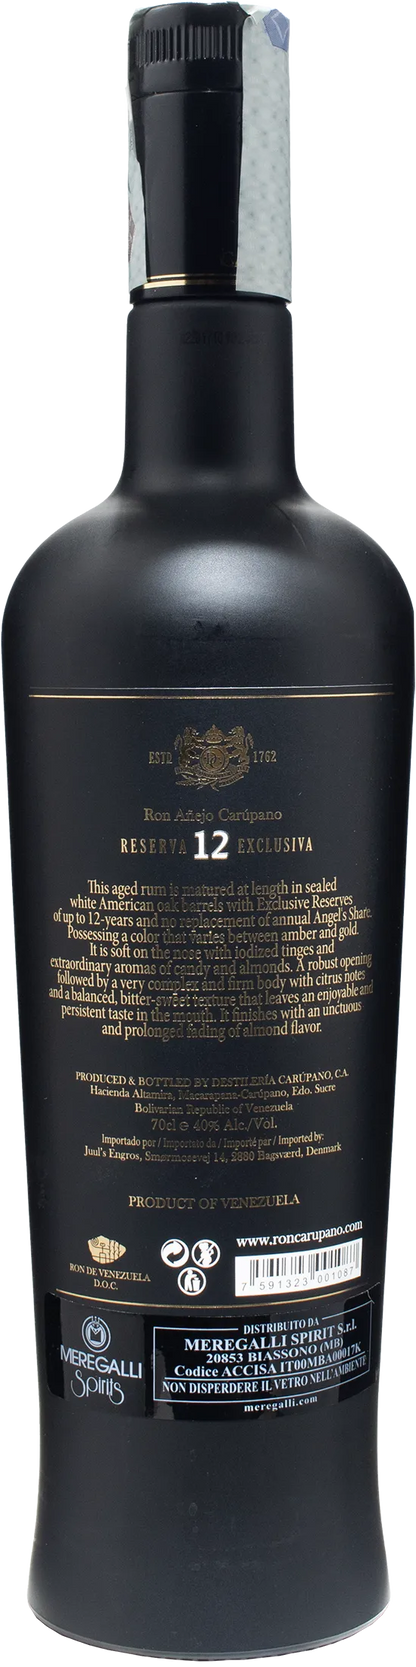 ESTD 1762
Ron Añejo Carúpano
RESERVA 12 EXCLUSIVA
This aged rum is matured at length in sealed
white American oak barrels with Exclusive Reserves
of up to 12-years and no replacement of annual Angel's Share.
Possessing a color that varies between amber and gold.
It is soft on the nose with iodized tinges and
extraordinary aromas of candy and almonds. A robust opening
followed by a very complex and firm body with citrus notes
and a balanced, bitter-sweet texture that leaves an enjoyable and
persistent taste in the mouth. It finishes with an unctuous
and prolonged fading of almond flavor.
PRODUCED & BOTTLED BY DESTILERÍA CARÚPANO, C.A.
Hacienda Altamira, Macarapana-Carúpano, Edo. Sucre
Bolivarian Republic of Venezuela
70cl e 40% Alc./Vol.
Importado por / Importato da / Importé par / Imported by:
Juul's Engros, Smørmosevej 14, 2880 Bagsværd, Denmark
PRODUCT OF VENEZUELA
www.roncarupano.com
RON DE VENEZUELA
D.O.C.
7 591323 001087
MEREGALLI
Spirits
DISTRIBUITO DA
MEREGALLI SPIRIT S.r.l.
20853 BIASSONO (MB)
Codice ACCISA IT00MBA00017K
NON DISPERDERE IL VETRO NELL'AMBIENTE
meregalli.com